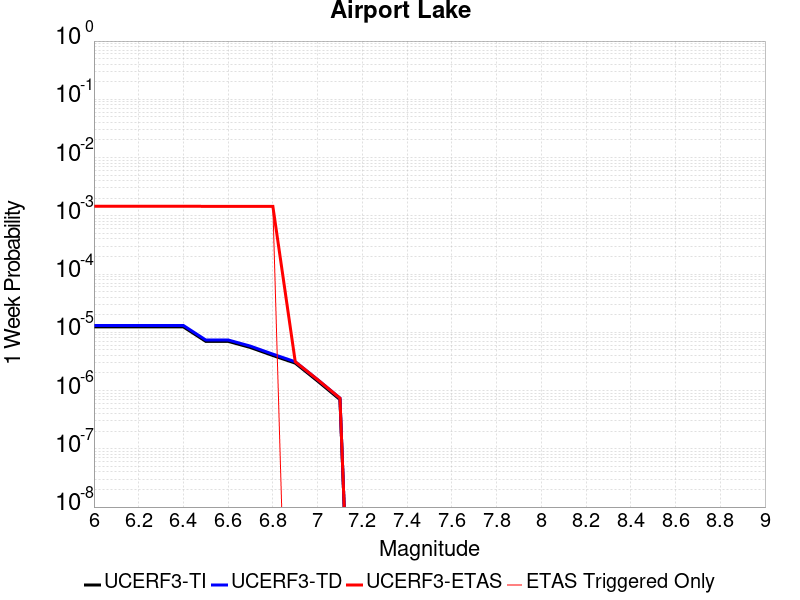 Airport Lake
10^0
10^-1
10^-2
10^-3
10^-4
10^-5
10^-6
10^-7
10^-8
1 Week Probability
6 6.2 6.4 6.6 6.8 7 7.2 7.4 7.6 7.8 8 8.2 8.4 8.6 8.8 9
Magnitude
UCERF3-TI UCERF3-TD UCERF3-ETAS ETAS Triggered Only